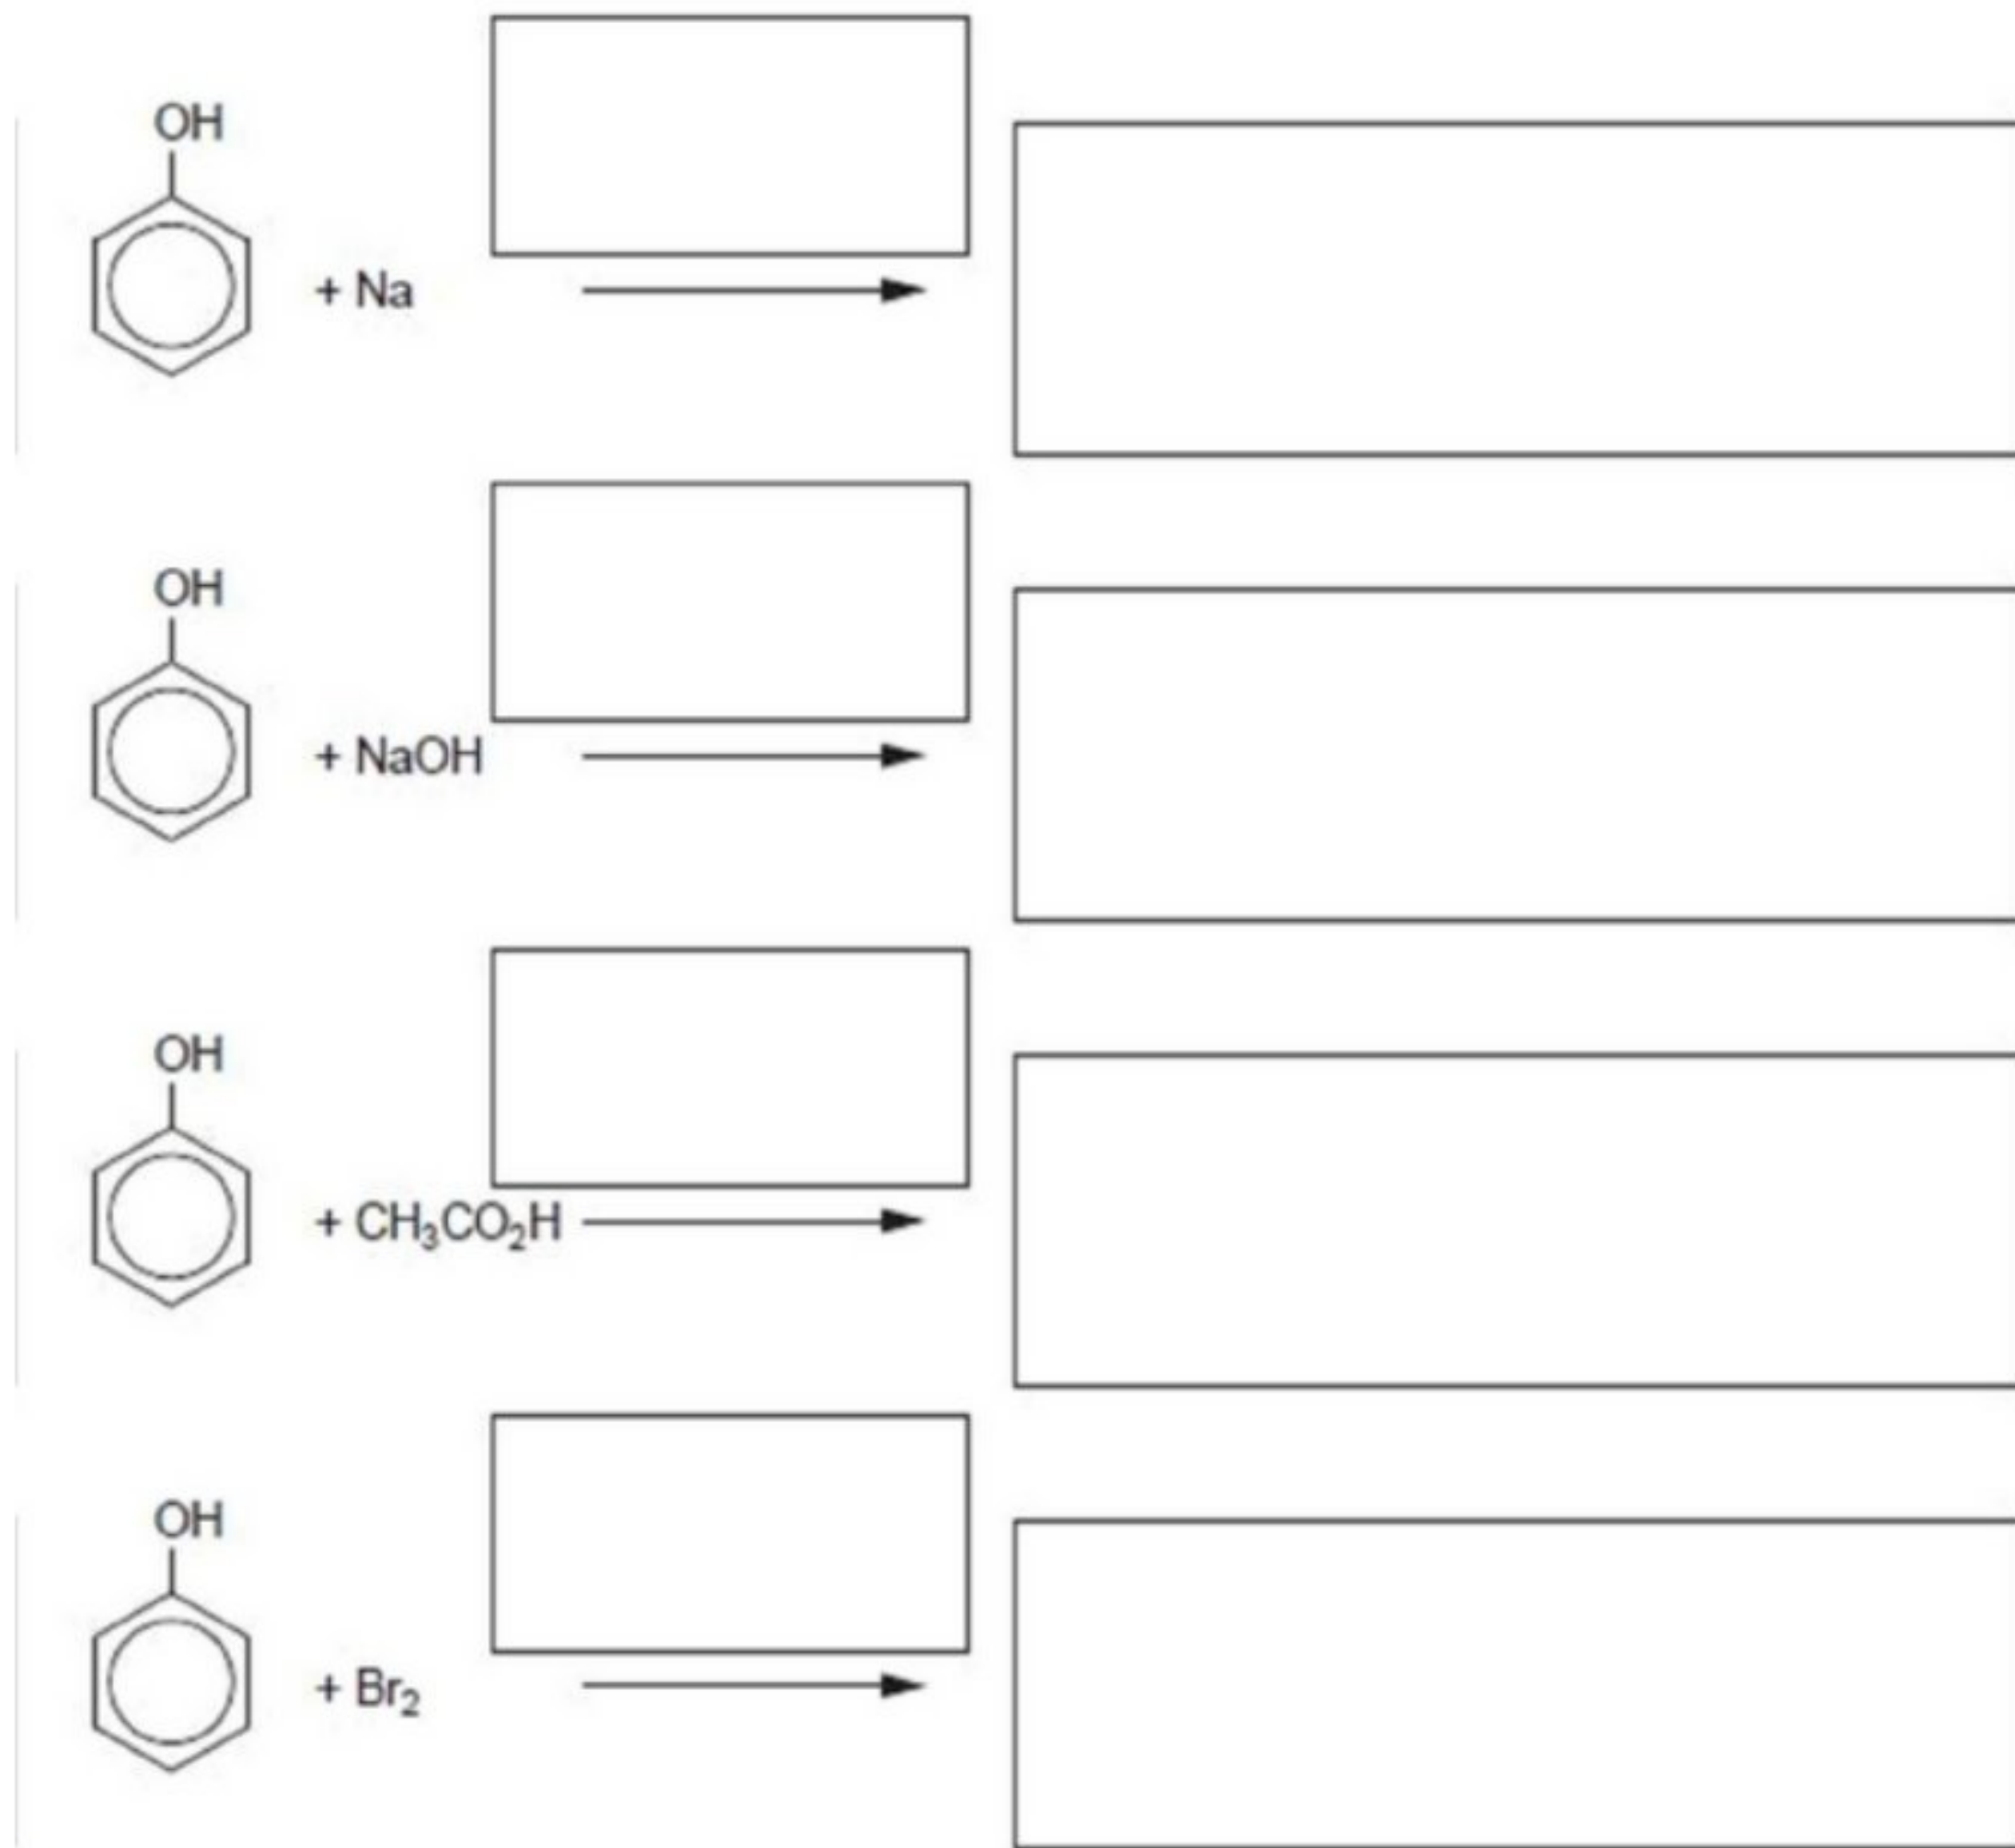 OH
+ Na
OH
+ NaOH
OH
+ CH₃CO₂H
OH
+ Br₂